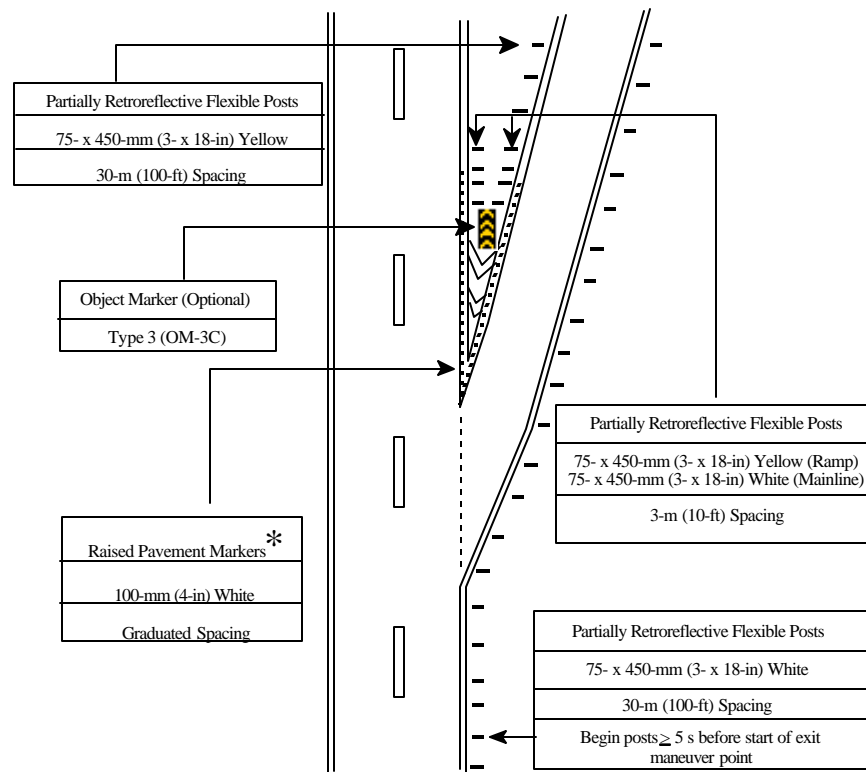 Partially Retroreflective Flexible Posts
75- x 450-mm (3- x 18-in) Yellow
30-m (100-ft) Spacing
Object Marker (Optional)
Type 3 (OM-3C)
Partially Retroreflective Flexible Posts
75- x 450-mm (3- x 18-in) Yellow (Ramp)
75- x 450-mm (3- x 18-in) White (Mainline)
3-m (10-ft) Spacing
Raised Pavement Markers*
100-mm (4-in) White
Graduated Spacing
Partially Retroreflective Flexible Posts
75- x 450-mm (3- x 18-in) White
30-m (100-ft) Spacing
Begin posts ≥ 5 s before start of exit
maneuver point